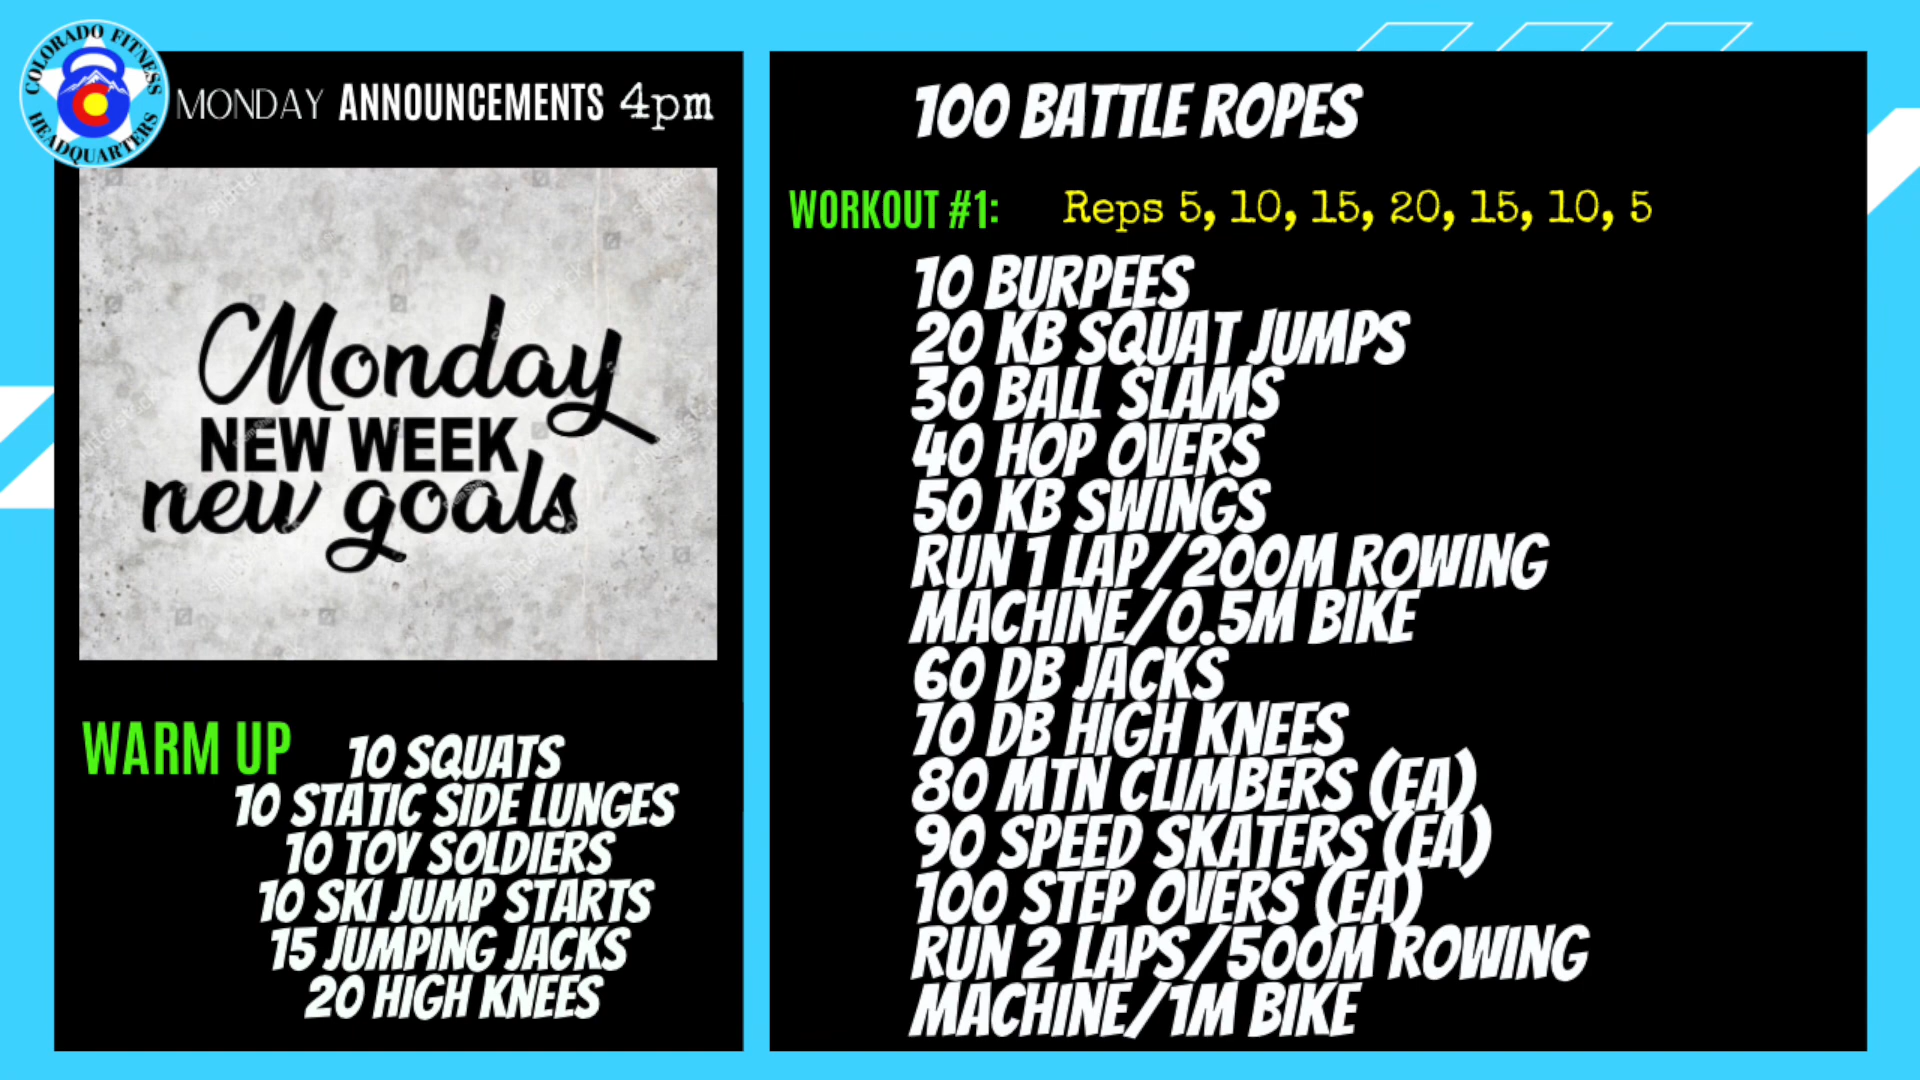 COLORADO FITNESS
HEADQUARTERS
MONDAY ANNOUNCEMENTS 4pm
Monday
NEW WEEK
new goals
WARM UP
10 SQUATS
10 STATIC SIDE LUNGES
10 TOY SOLDIERS
10 SKI JUMP STARTS
15 JUMPING JACKS
20 HIGH KNEES
100 BATTLE ROPES
WORKOUT #1: Reps 5, 10, 15, 20, 15, 10, 5
10 BURPEES
20 KB SQUAT JUMPS
30 BALL SLAMS
40 HOP OVERS
50 KB SWINGS
RUN 1 LAP/200M ROWING
MACHINE/0.5M BIKE
60 DB JACKS
70 DB HIGH KNEES
80 MTN CLIMBERS (EA)
90 SPEED SKATERS (EA)
100 STEP OVERS (EA)
RUN 2 LAPS/500M ROWING
MACHINE/1M BIKE